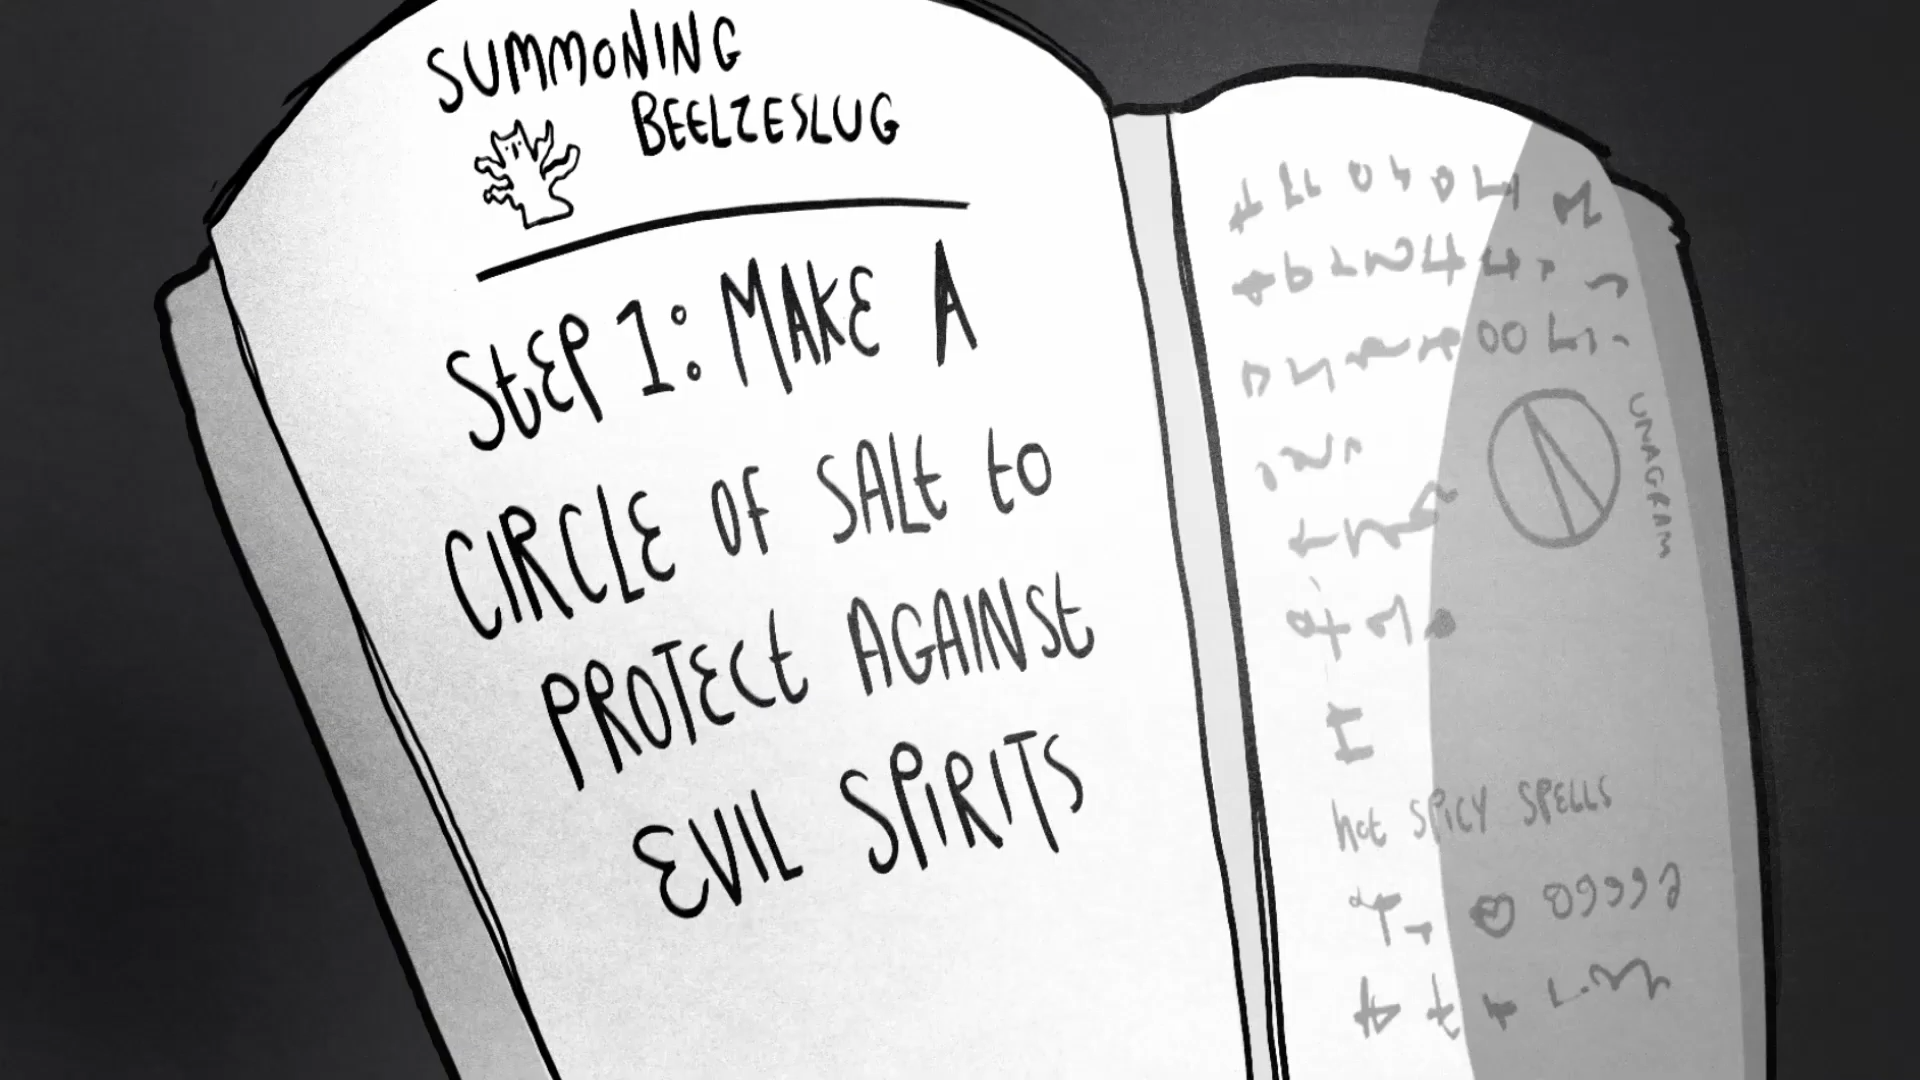 SUMMONING
BEELZESLUG
StEP 1: MAKE A
CIRCLE OF SALt to
PROTECt AGAINSt
EVIL SPIRITS
UNAGRAM
hot SPICY SPELLS